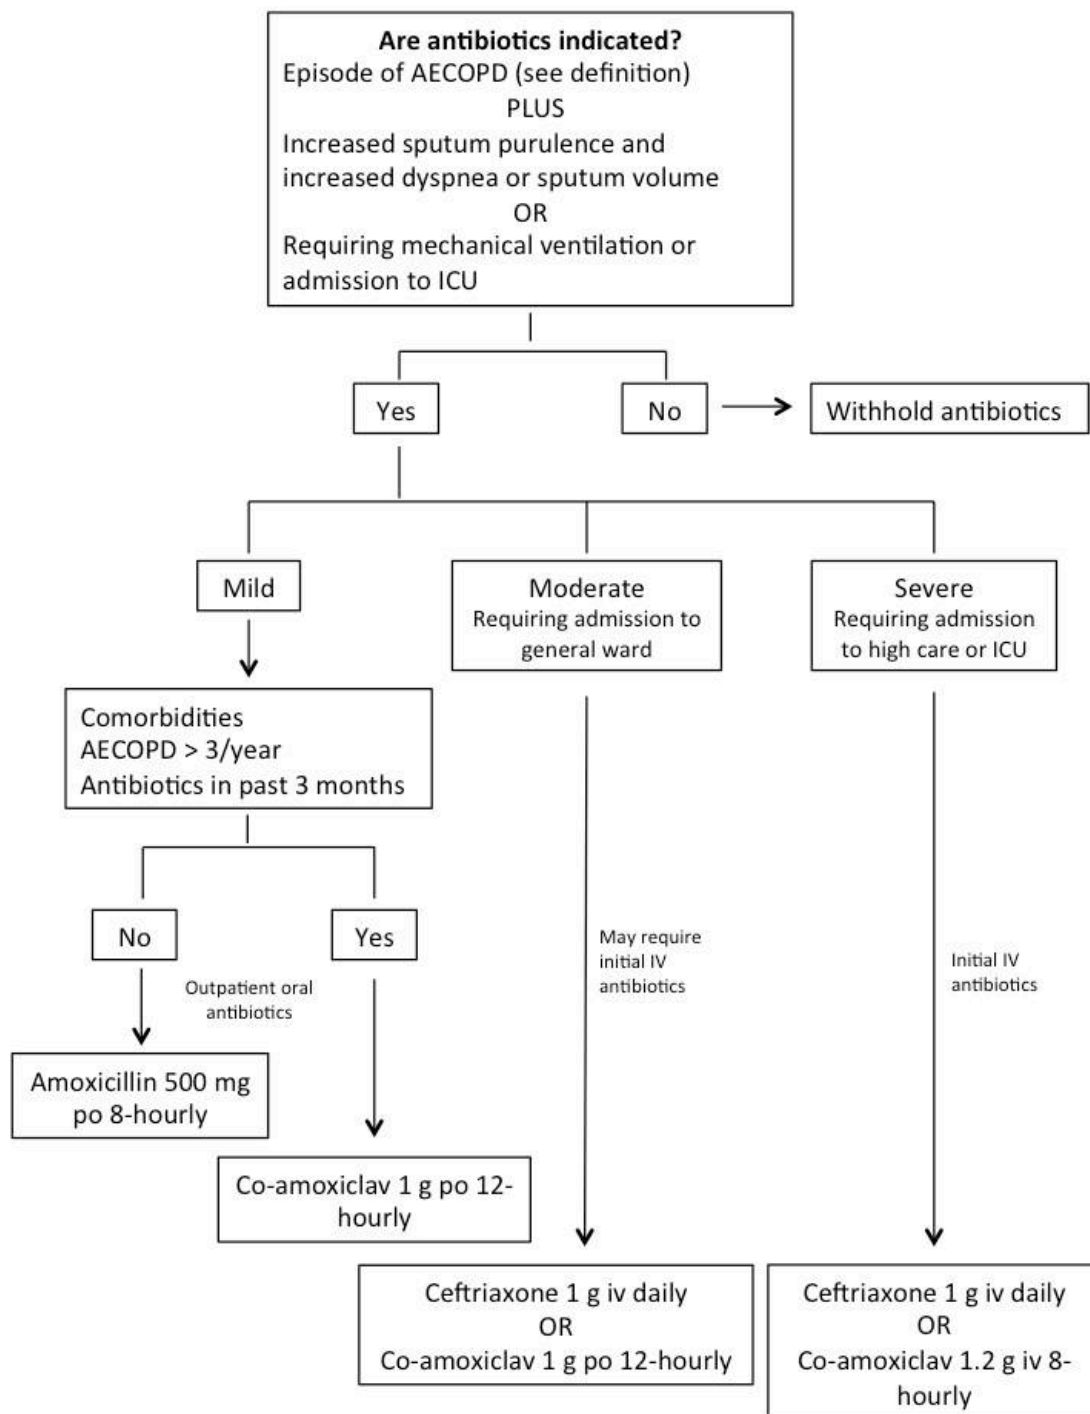 Are antibiotics indicated?
Episode of AECOPD (see definition)
PLUS
Increased sputum purulence and
increased dyspnea or sputum volume
OR
Requiring mechanical ventilation or
admission to ICU
Yes
No
Withhold antibiotics
Mild
Moderate
Requiring admission to
general ward
Severe
Requiring admission
to high care or ICU
Comorbidities
AECOPD > 3/year
Antibiotics in past 3 months
No
Yes
Outpatient oral
antibiotics
May require
initial IV
antibiotics
Initial IV
antibiotics
Amoxicillin 500 mg
po 8-hourly
Co-amoxiclav 1 g po 12-
hourly
Ceftriaxone 1 g iv daily
OR
Co-amoxiclav 1 g po 12-hourly
Ceftriaxone 1 g iv daily
OR
Co-amoxiclav 1.2 g iv 8-
hourly